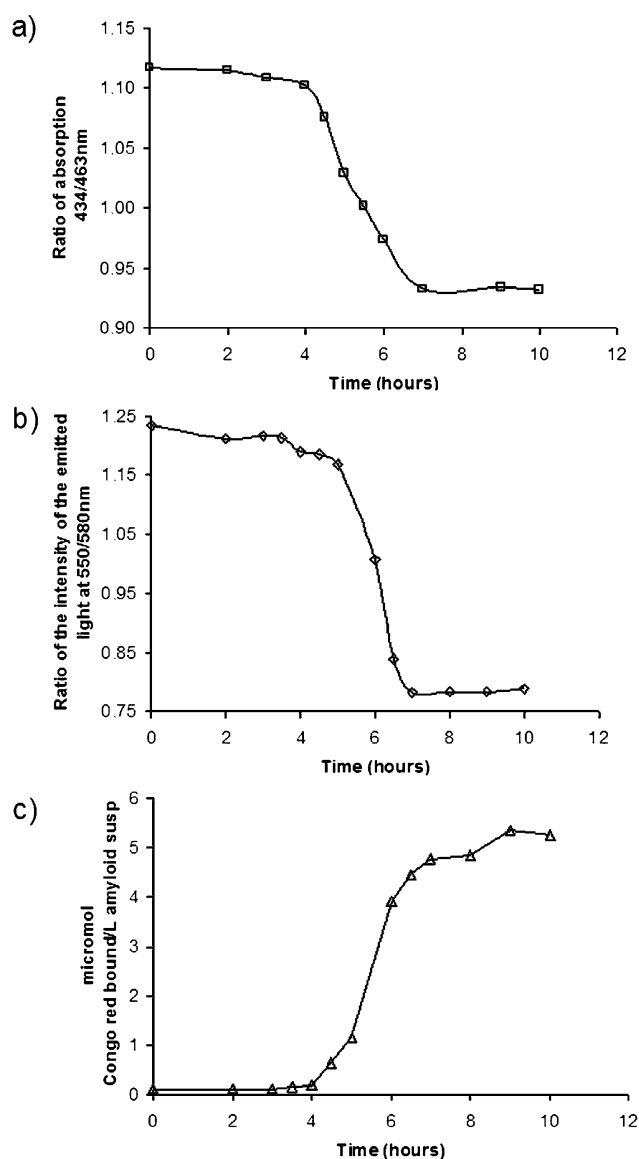 a)
Ratio of absorption
434/463nm
1.15
1.10
1.05
1.00
0.95
0.90
0 2 4 6 8 10 12
Time (hours)
b)
Ratio of the intensity of the emitted
light at 550/580nm
1.25
1.15
1.05
0.95
0.85
0.75
0 2 4 6 8 10 12
Time (hours)
c)
micromol
Congo red bound/L amyloid susp
6
5
4
3
2
1
0
0 2 4 6 8 10 12
Time (hours)